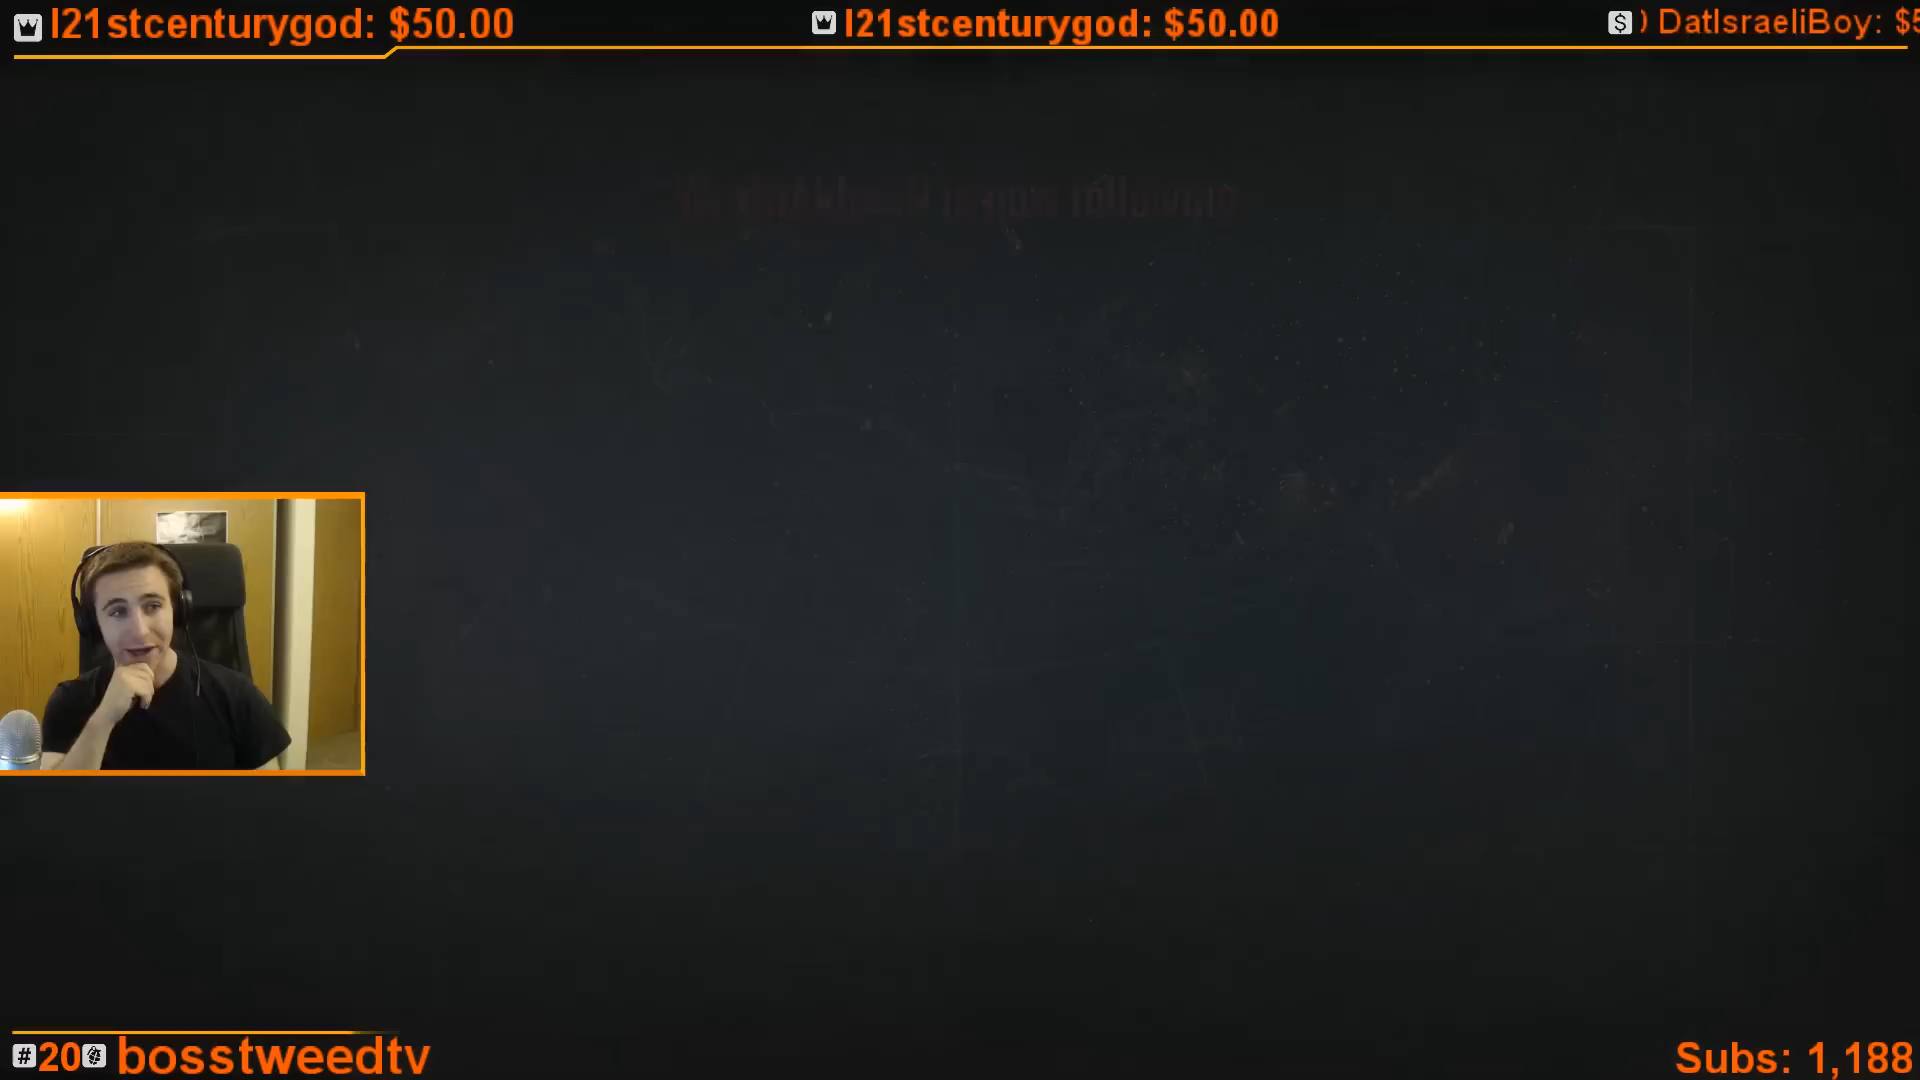 l21stcenturygod: $50.00
l21stcenturygod: $50.00
) DatIsraeliBoy: $5
#20 bosstweedtv
Subs: 1,188